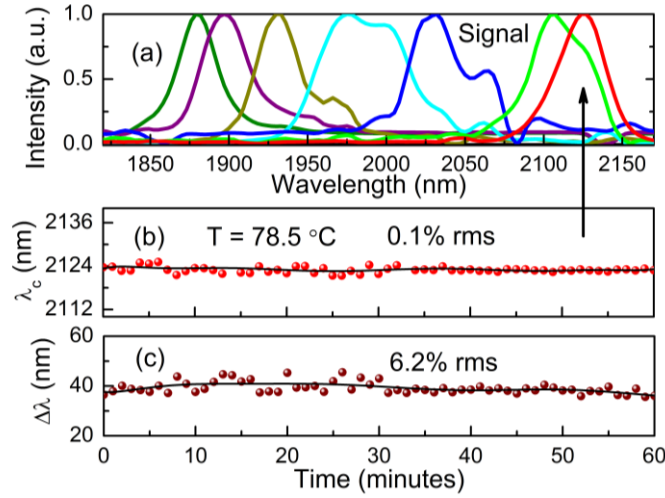 Intensity (a.u.)
1.0
0.5
0.0
(a)
Signal
1850 1900 1950 2000 2050 2100 2150
Wavelength (nm)
λc (nm)
2136
2124
2112
(b) T = 78.5 °C 0.1% rms
Δλ (nm)
60
40
20
(c) 6.2% rms
0 10 20 30 40 50 60
Time (minutes)